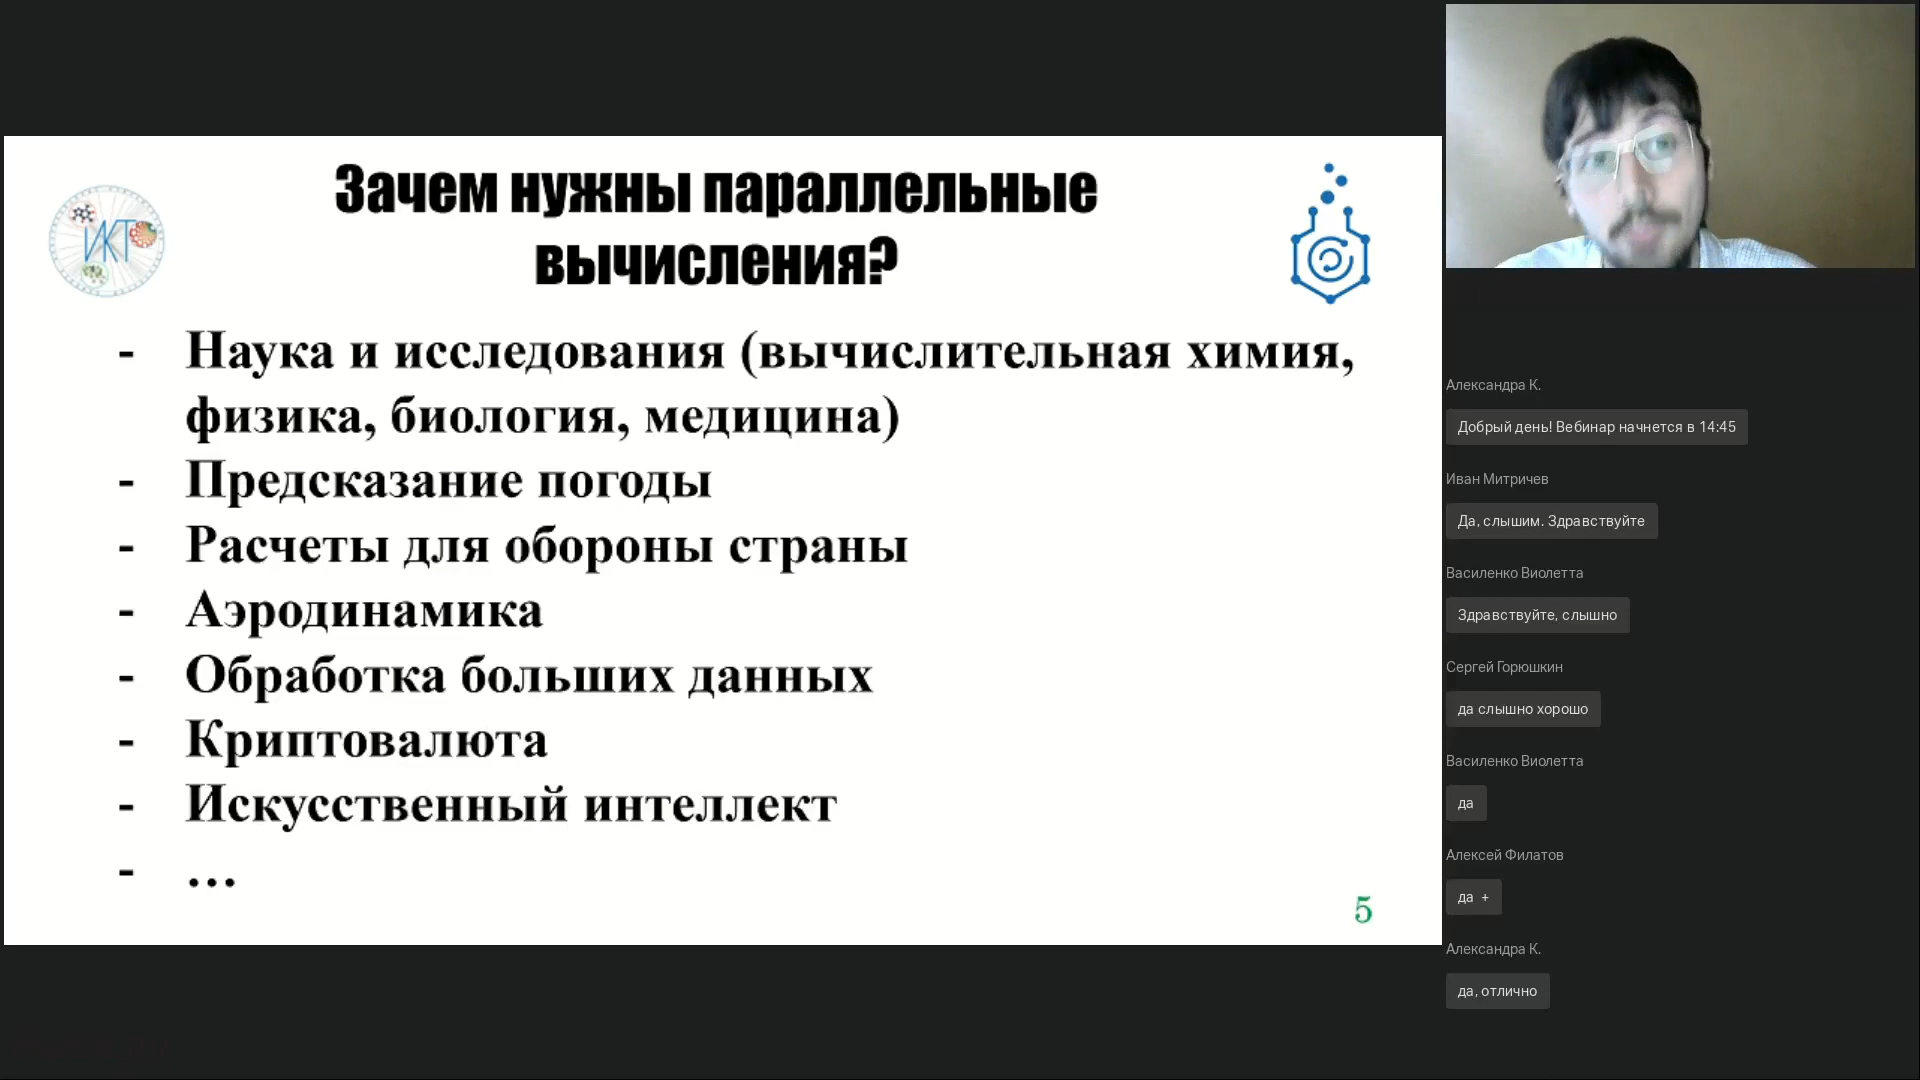 ИКТ
Зачем нужны параллельные
вычисления?
- Наука и исследования (вычислительная химия,
физика, биология, медицина)
- Предсказание погоды
- Расчеты для обороны страны
- Аэродинамика
- Обработка больших данных
- Криптовалюта
- Искусственный интеллект
- …
5
Александра К.
Добрый день! Вебинар начнется в 14:45
Иван Митричев
Да, слышим. Здравствуйте
Василенко Виолетта
Здравствуйте, слышно
Сергей Горюшкин
да слышно хорошо
Василенко Виолетта
да
Алексей Филатов
да +
Александра К.
да, отлично